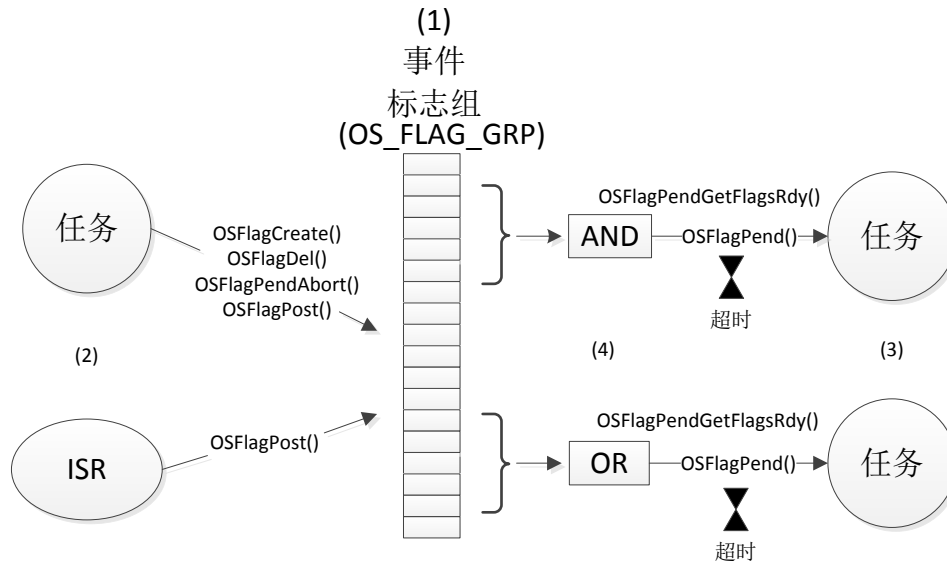 (1)
事件
标志组
(OS_FLAG_GRP)
任务
OSFlagCreate()
OSFlagDel()
OSFlagPendAbort()
OSFlagPost()
(2)
ISR
OSFlagPost()
OSFlagPendGetFlagsRdy()
AND
OSFlagPend()
任务
超时
(4)
(3)
OSFlagPendGetFlagsRdy()
OR
OSFlagPend()
任务
超时